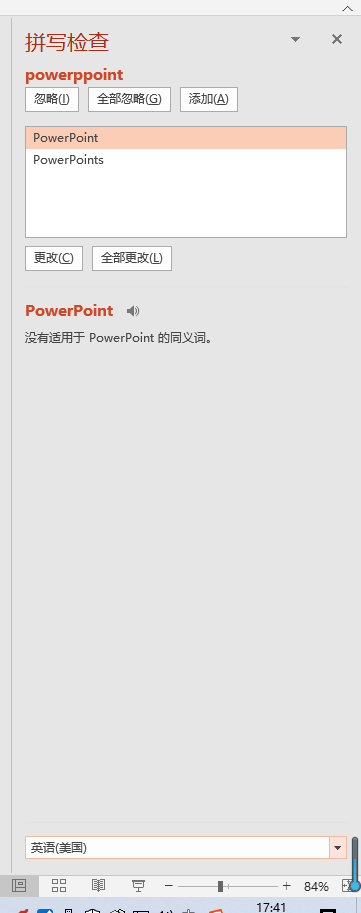 拼写检查
powerppoint
忽略(I) 全部忽略(G) 添加(A)
PowerPoint
PowerPoints
更改(C) 全部更改(L)
PowerPoint
没有适用于 PowerPoint 的同义词。
英语(美国)
84%
17:41